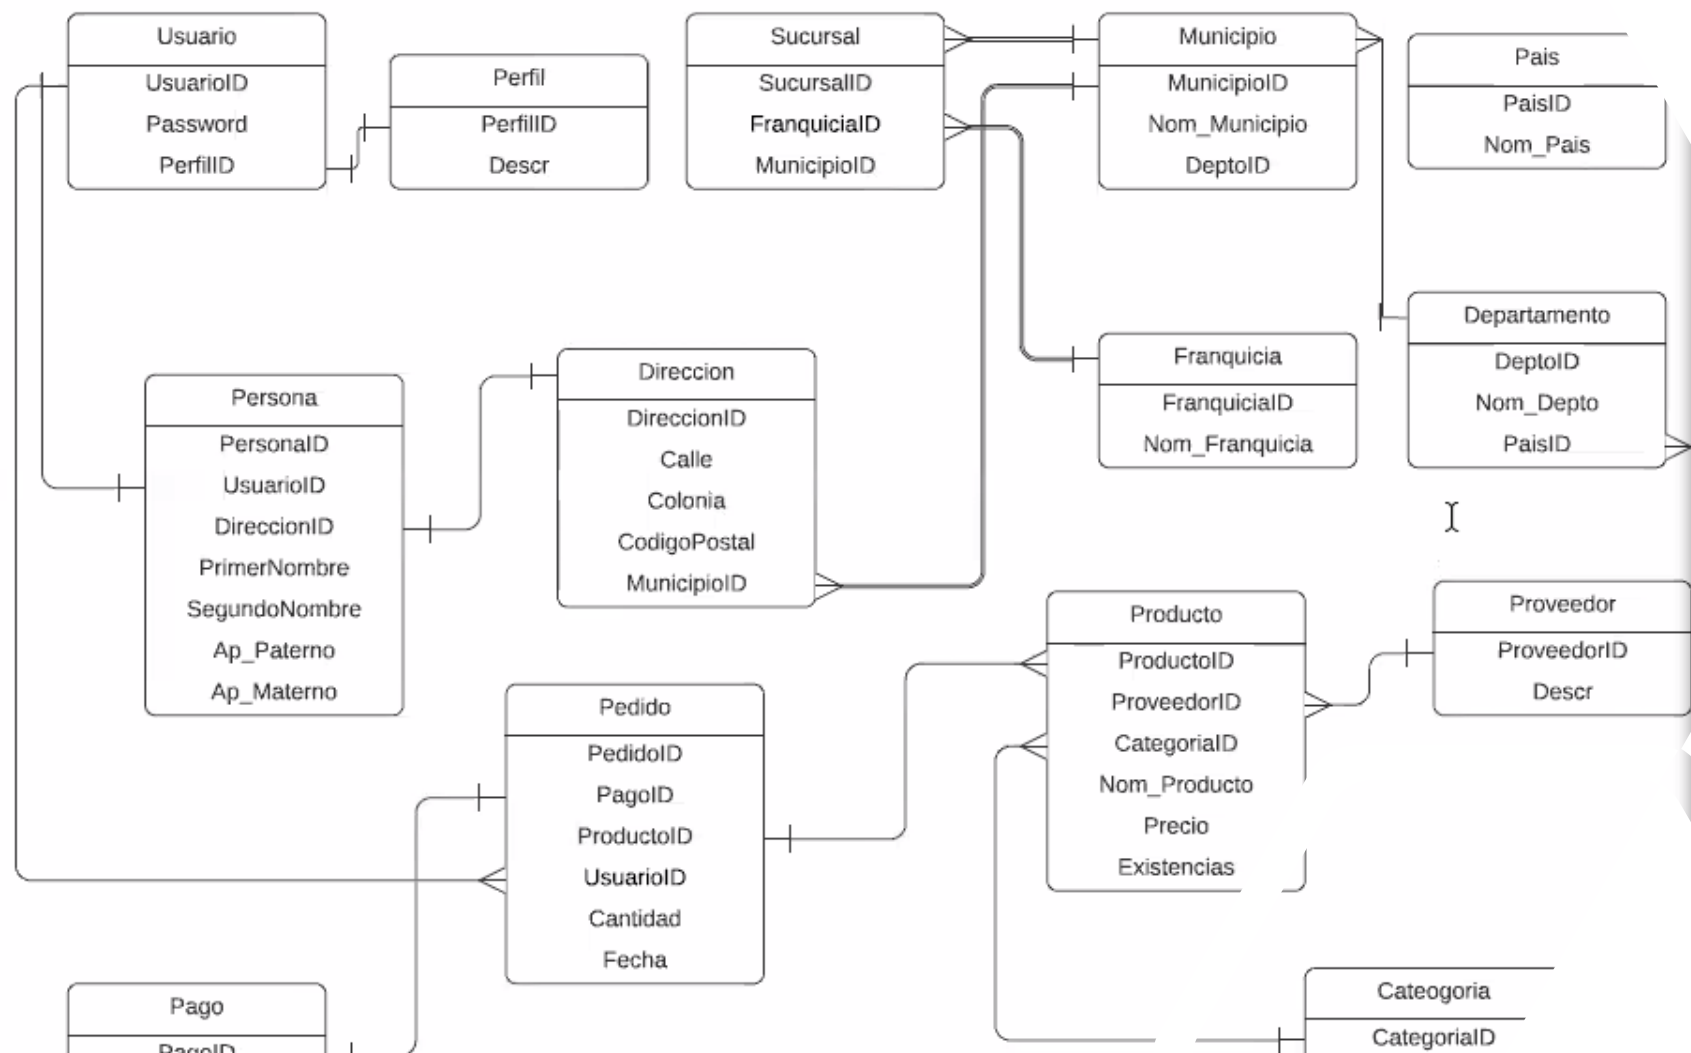 Usuario
UsuarioID
Password
PerfilID
Perfil
PerfilID
Descr
Sucursal
SucursalID
FranquiciaID
MunicipioID
Municipio
MunicipioID
Nom_Municipio
DeptoID
Pais
PaisID
Nom_Pais
Departamento
DeptoID
Nom_Depto
PaisID
Franquicia
FranquiciaID
Nom_Franquicia
Direccion
DireccionID
Calle
Colonia
CodigoPostal
MunicipioID
Persona
PersonaID
UsuarioID
DireccionID
PrimerNombre
SegundoNombre
Ap_Paterno
Ap_Materno
Proveedor
ProveedorID
Descr
Producto
ProductoID
ProveedorID
CategoriaID
Nom_Producto
Precio
Existencias
Pedido
PedidoID
PagoID
ProductoID
UsuarioID
Cantidad
Fecha
Cateogoria
CategoriaID
Pago
PagoID